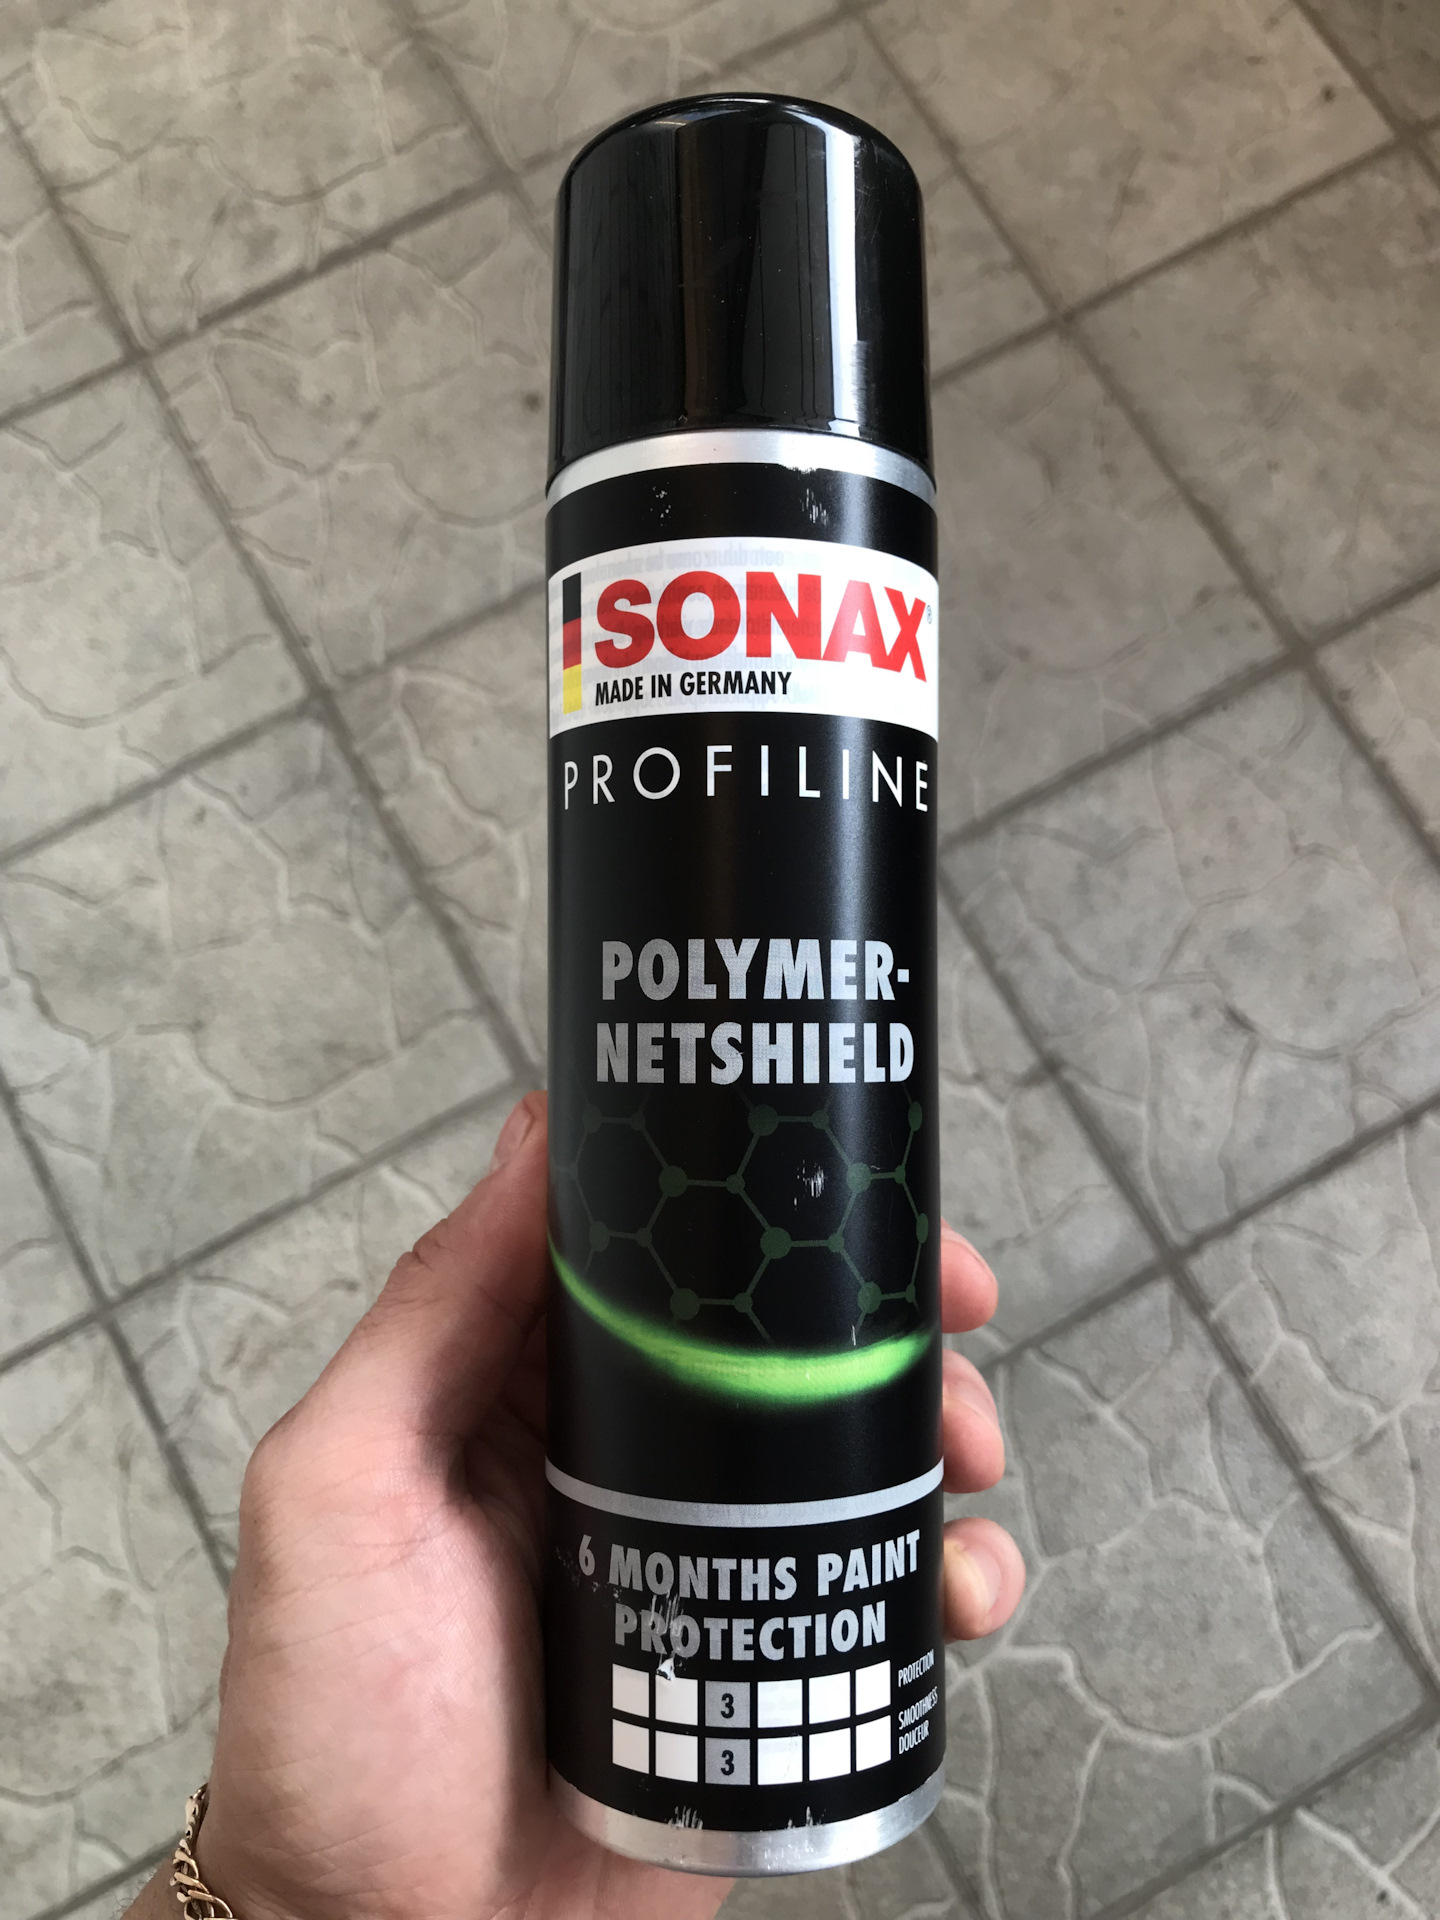 SONAX®
MADE IN GERMANY
PROFILINE
POLYMER-
NETSHIELD
6 MONTHS PAINT
PROTECTION
3 PROTECTION
3 SMOOTHNESS
DOUCEUR